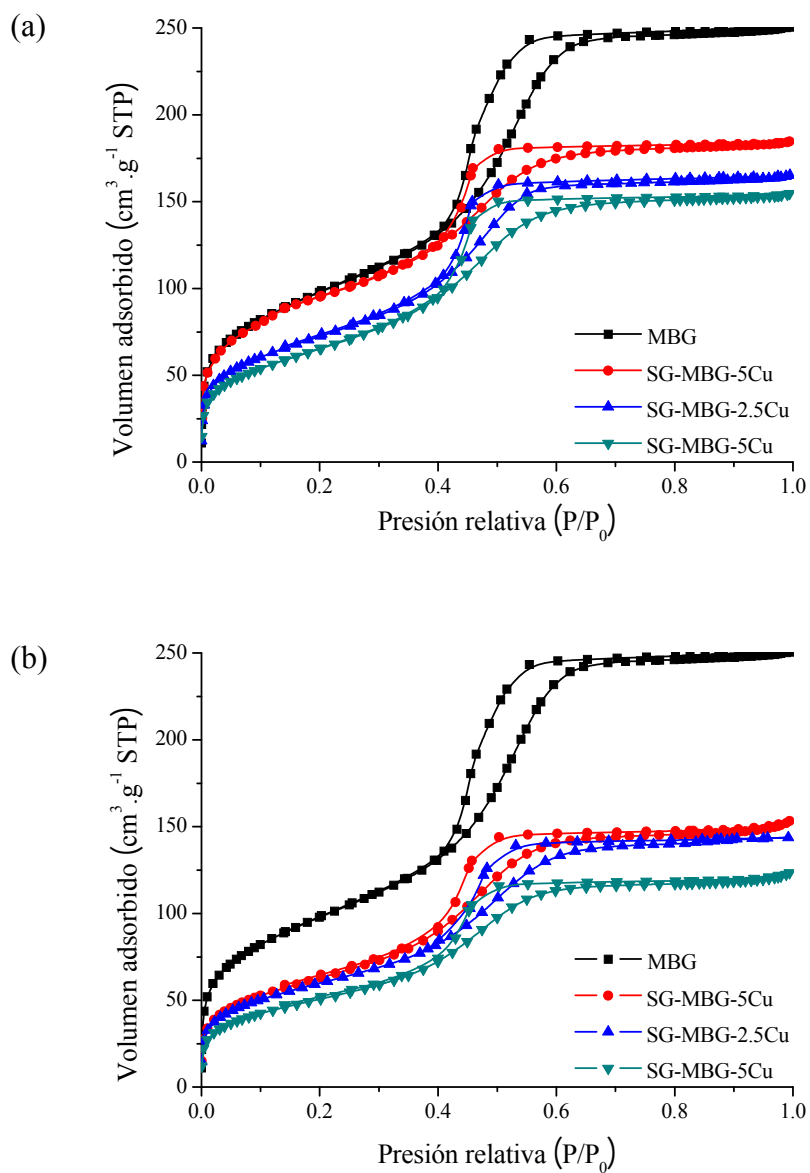 (a)
250
200
150
100
50
0
Volumen adsorbido (cm³.g⁻¹ STP)
MBG
SG-MBG-5Cu
SG-MBG-2.5Cu
SG-MBG-5Cu
0.0 0.2 0.4 0.6 0.8 1.0
Presión relativa (P/P₀)
(b)
250
200
150
100
50
0
Volumen adsorbido (cm³.g⁻¹ STP)
MBG
SG-MBG-5Cu
SG-MBG-2.5Cu
SG-MBG-5Cu
0.0 0.2 0.4 0.6 0.8 1.0
Presión relativa (P/P₀)